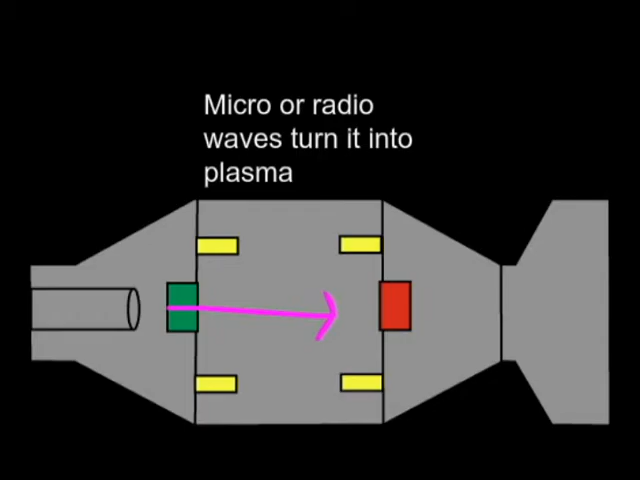 Micro or radio
waves turn it into
plasma